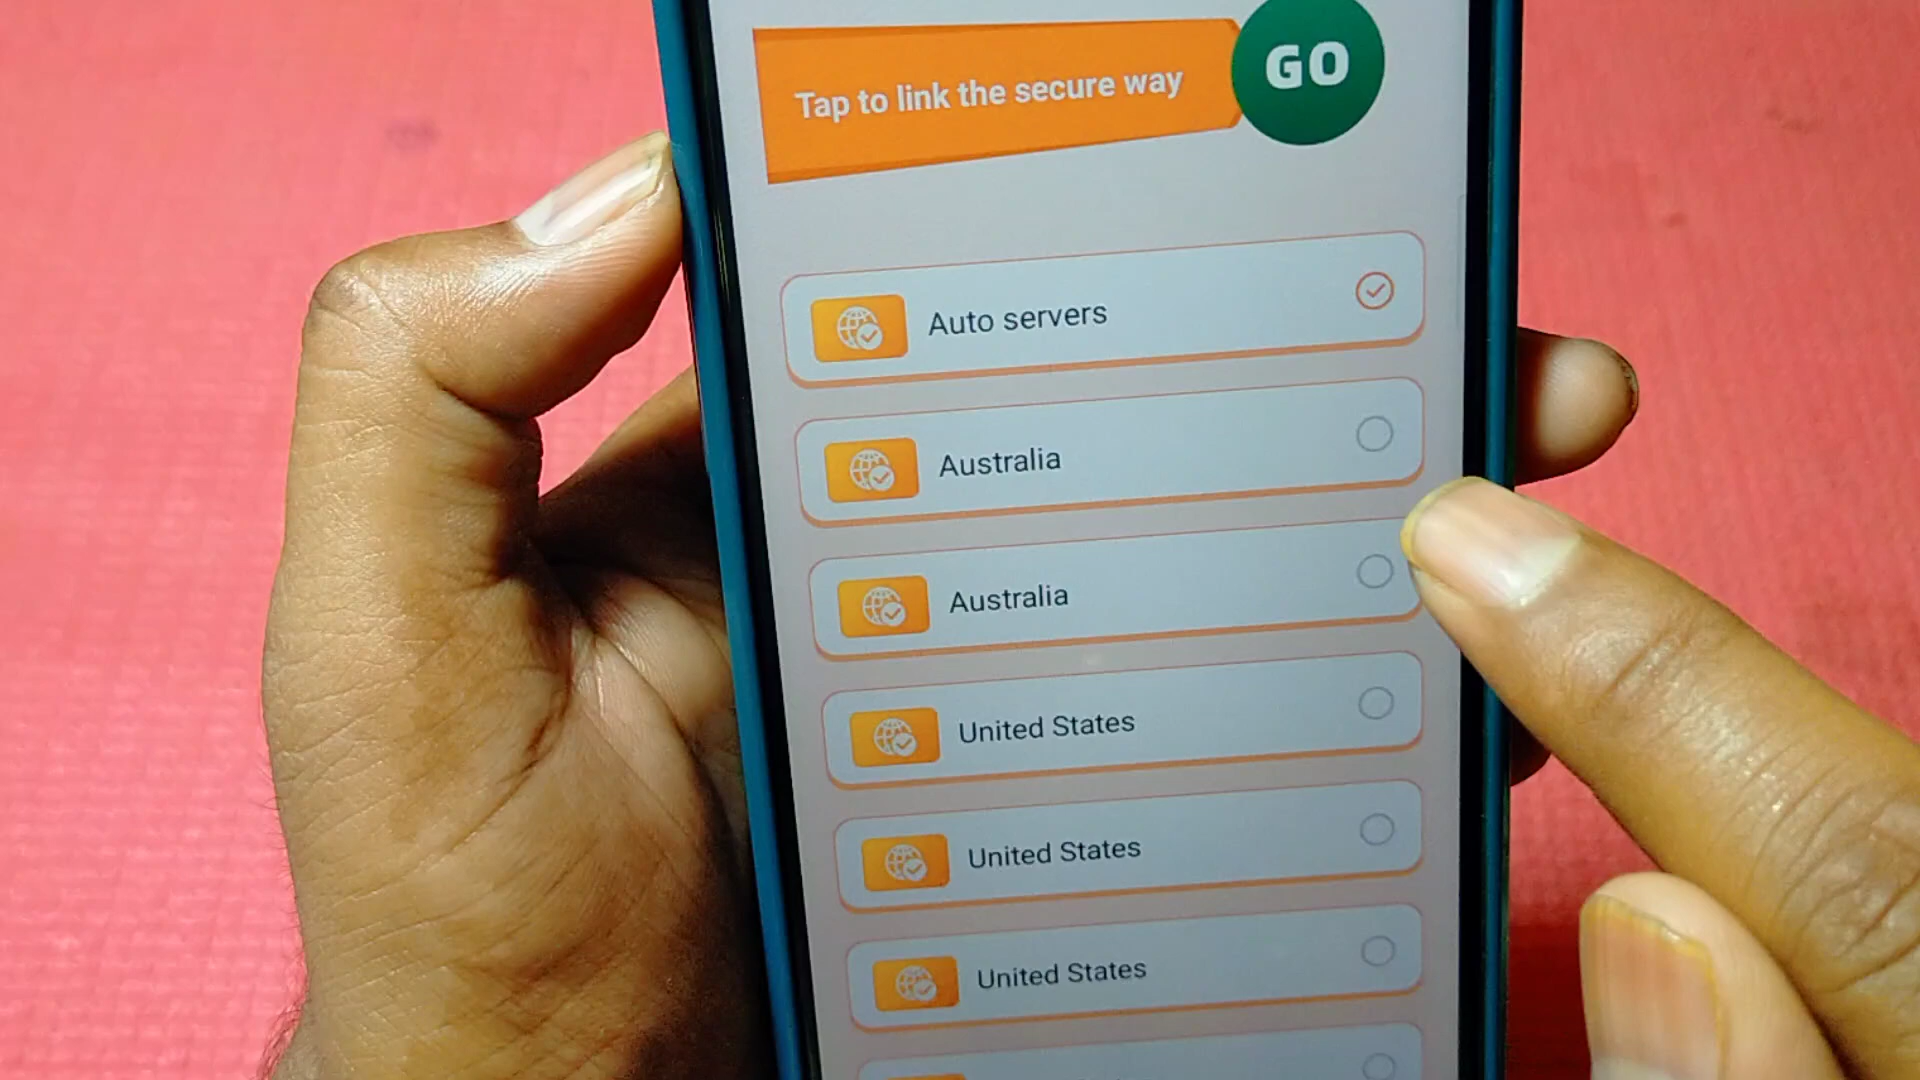 Tap to link the secure way
GO
Auto servers
Australia
Australia
United States
United States
United States